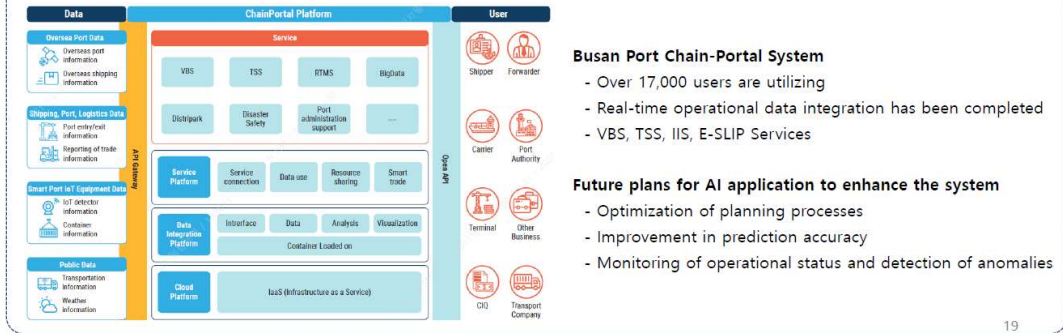 Data
ChainPortal Platform
User
Oversea Port Data
Overseas port
information
Overseas shipping
information
Shipping, Port, Logistics Data
Port entry/exit
information
Reporting of trade
information
Smart Port IoT Equipment Data
IoT detector
information
Container
information
Public Data
Transportation
information
Weather
information
API Gateway
Service
VBS
TSS
RTMS
BigData
Distripark
Disaster
Safety
Port
administration
support
....
Service
Platform
Service
connection
Data use
Resource
sharing
Smart
trade
Data
Integration
Platform
Interface
Data
Analysis
Visualization
Container Loaded on
Cloud
Platform
IaaS (Infrastructure as a Service)
Open API
Shipper
Forwarder
Carrier
Port
Authority
Terminal
Other
Business
CIQ
Transport
Company
Busan Port Chain-Portal System
- Over 17,000 users are utilizing
- Real-time operational data integration has been completed
- VBS, TSS, IIS, E-SLIP Services
Future plans for AI application to enhance the system
- Optimization of planning processes
- Improvement in prediction accuracy
- Monitoring of operational status and detection of anomalies
19